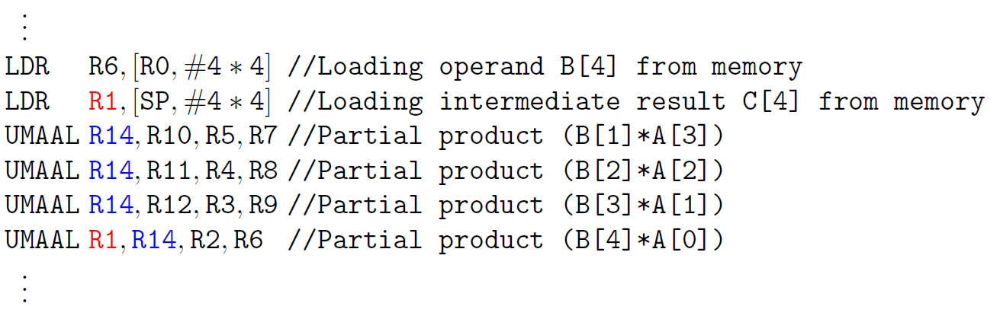 ⋮
LDR R6, [R0, #4 ∗ 4] //Loading operand B[4] from memory
LDR R1, [SP, #4 ∗ 4] //Loading intermediate result C[4] from memory
UMAAL R14, R10, R5, R7 //Partial product (B[1]*A[3])
UMAAL R14, R11, R4, R8 //Partial product (B[2]*A[2])
UMAAL R14, R12, R3, R9 //Partial product (B[3]*A[1])
UMAAL R1, R14, R2, R6 //Partial product (B[4]*A[0])
⋮